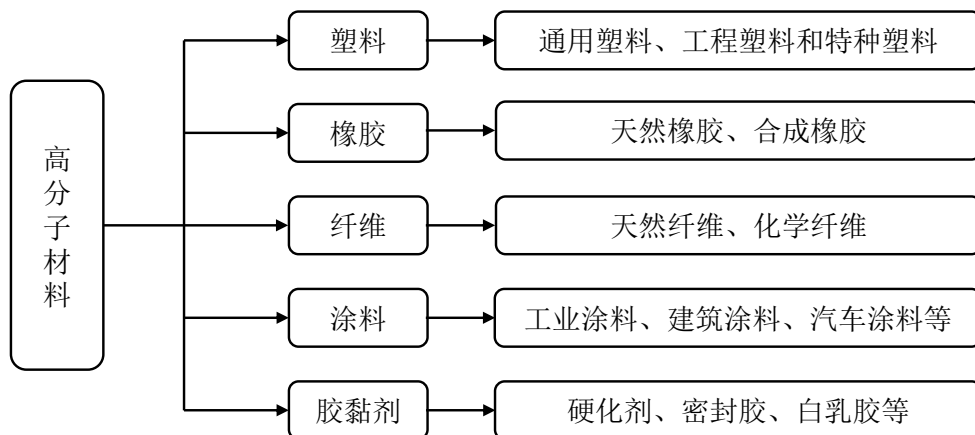 高分子材料
塑料
通用塑料、工程塑料和特种塑料
橡胶
天然橡胶、合成橡胶
纤维
天然纤维、化学纤维
涂料
工业涂料、建筑涂料、汽车涂料等
胶黏剂
硬化剂、密封胶、白乳胶等